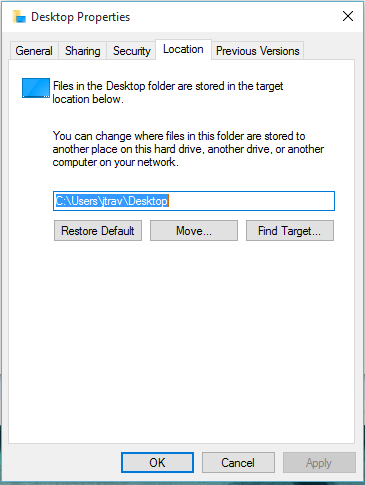 Desktop Properties
General Sharing Security Location Previous Versions
Files in the Desktop folder are stored in the target
location below.
You can change where files in this folder are stored to
another place on this hard drive, another drive, or another
computer on your network.
C:\Users\jtrav\Desktop
Restore Default Move... Find Target...
OK Cancel Apply